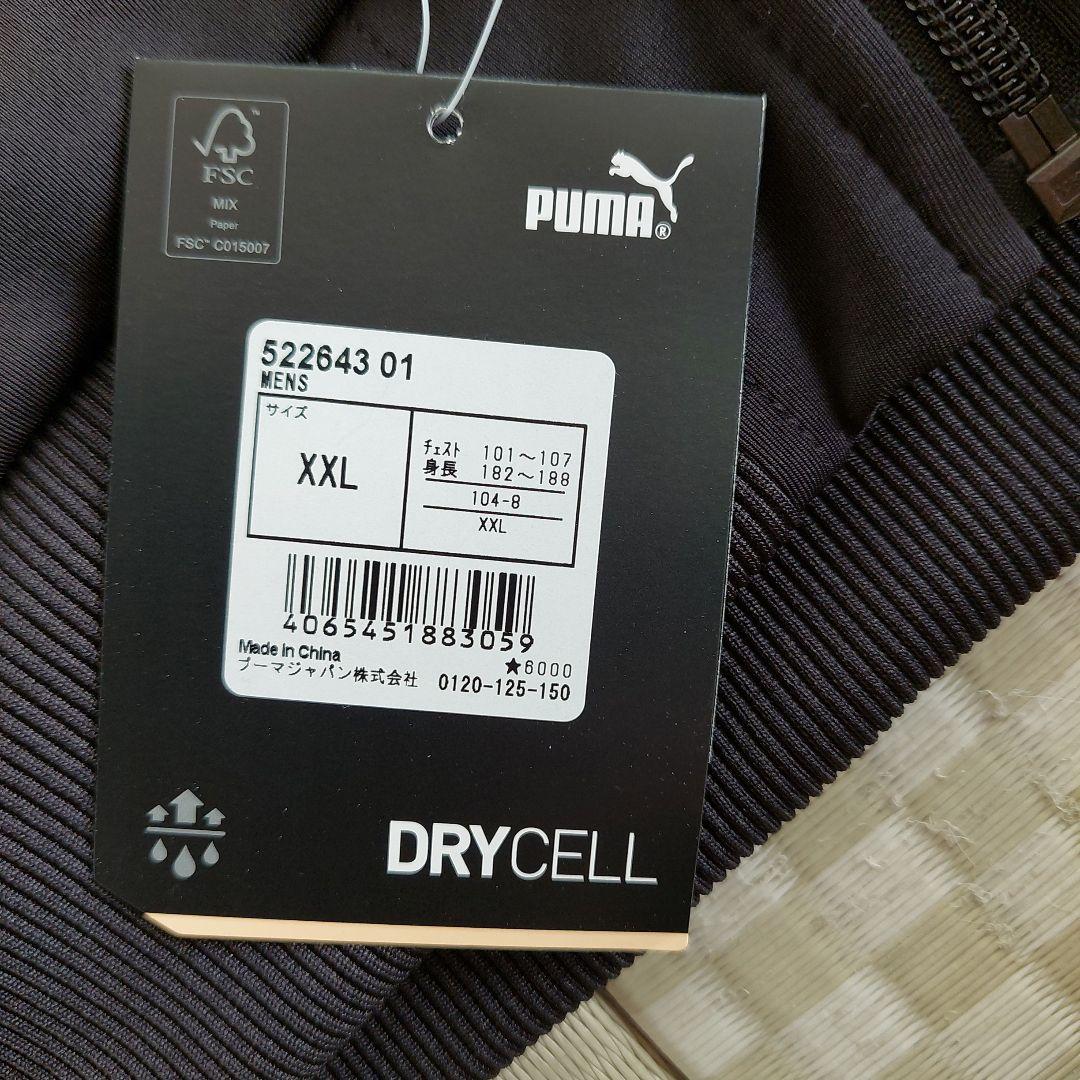 FSC
MIX
Paper
FSC™ C015007
PUMA®
522643 01
MENS
サイズ
XXL
チェスト 101～107
身長 182～188
104-8
XXL
4065451883059
Made in China
★6000
プーマジャパン株式会社 0120-125-150
DRYCELL